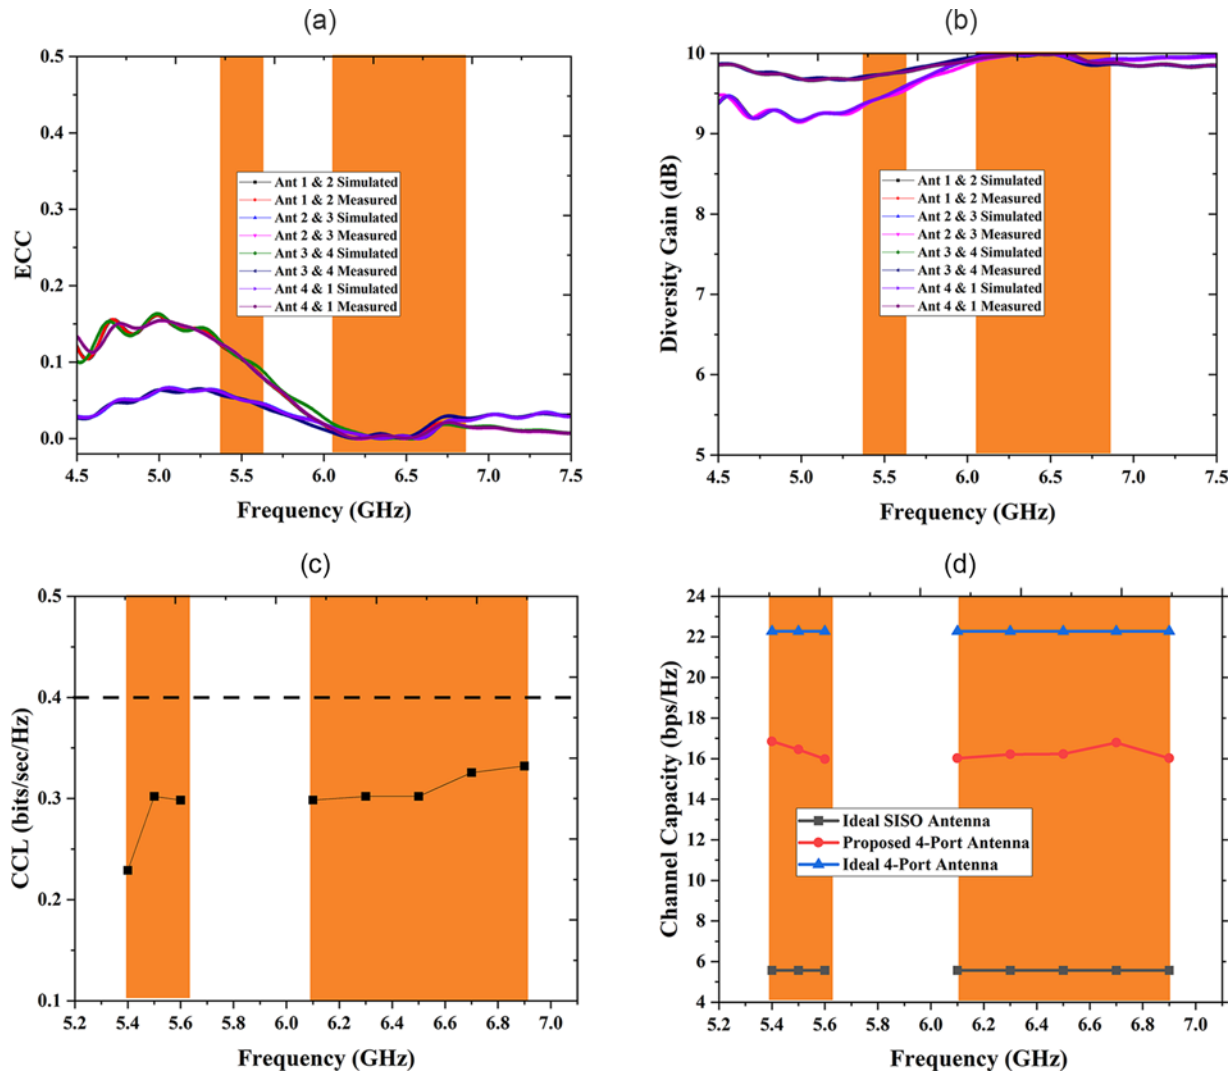 (a)
0.5
0.4
0.3
0.2
0.1
0.0
ECC
Ant 1 & 2 Simulated
Ant 1 & 2 Measured
Ant 2 & 3 Simulated
Ant 2 & 3 Measured
Ant 3 & 4 Simulated
Ant 3 & 4 Measured
Ant 4 & 1 Simulated
Ant 4 & 1 Measured
4.5 5.0 5.5 6.0 6.5 7.0 7.5
Frequency (GHz)
(b)
10
9
8
7
6
5
Diversity Gain (dB)
Ant 1 & 2 Simulated
Ant 1 & 2 Measured
Ant 2 & 3 Simulated
Ant 2 & 3 Measured
Ant 3 & 4 Simulated
Ant 3 & 4 Measured
Ant 4 & 1 Simulated
Ant 4 & 1 Measured
4.5 5.0 5.5 6.0 6.5 7.0 7.5
Frequency (GHz)
(c)
0.5
0.4
0.3
0.2
0.1
CCL (bits/sec/Hz)
5.2 5.4 5.6 5.8 6.0 6.2 6.4 6.6 6.8 7.0
Frequency (GHz)
(d)
24
22
20
18
16
14
12
10
8
6
4
Channel Capacity (bps/Hz)
Ideal SISO Antenna
Proposed 4-Port Antenna
Ideal 4-Port Antenna
5.2 5.4 5.6 5.8 6.0 6.2 6.4 6.6 6.8 7.0
Frequency (GHz)